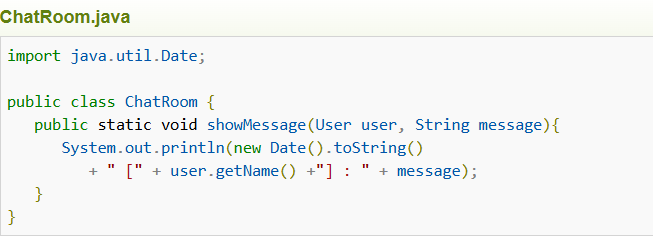 ChatRoom.java
import java.util.Date;
public class ChatRoom {
   public static void showMessage(User user, String message){
      System.out.println(new Date().toString()
         + " [" + user.getName() +"] : " + message);
   }
}